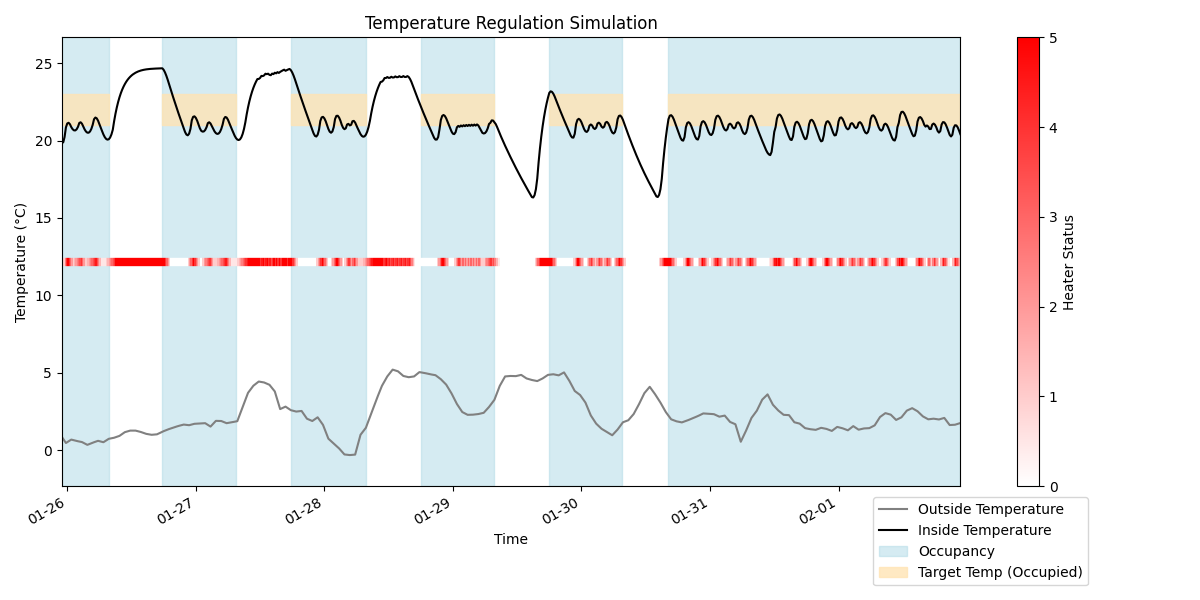 Temperature Regulation Simulation
Temperature (°C)
25
20
15
10
5
0
01-26
01-27
01-28
01-29
01-30
01-31
02-01
Time
5
4
3
2
1
0
Heater Status
Outside Temperature
Inside Temperature
Occupancy
Target Temp (Occupied)